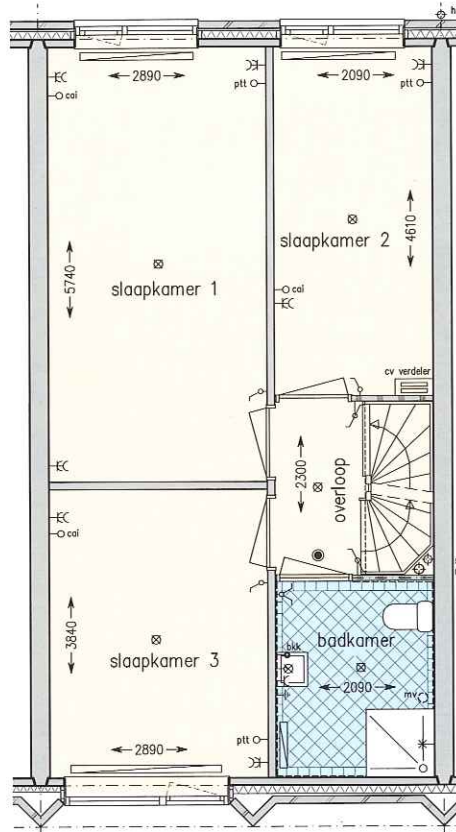 h
2890
2090
cai
ptt
ptt
slaapkamer 1
5740
slaapkamer 2
4610
cai
cv verdeler
2300
overloop
cai
badkamer
bkk
2090
mv
slaapkamer 3
3840
2890
ptt